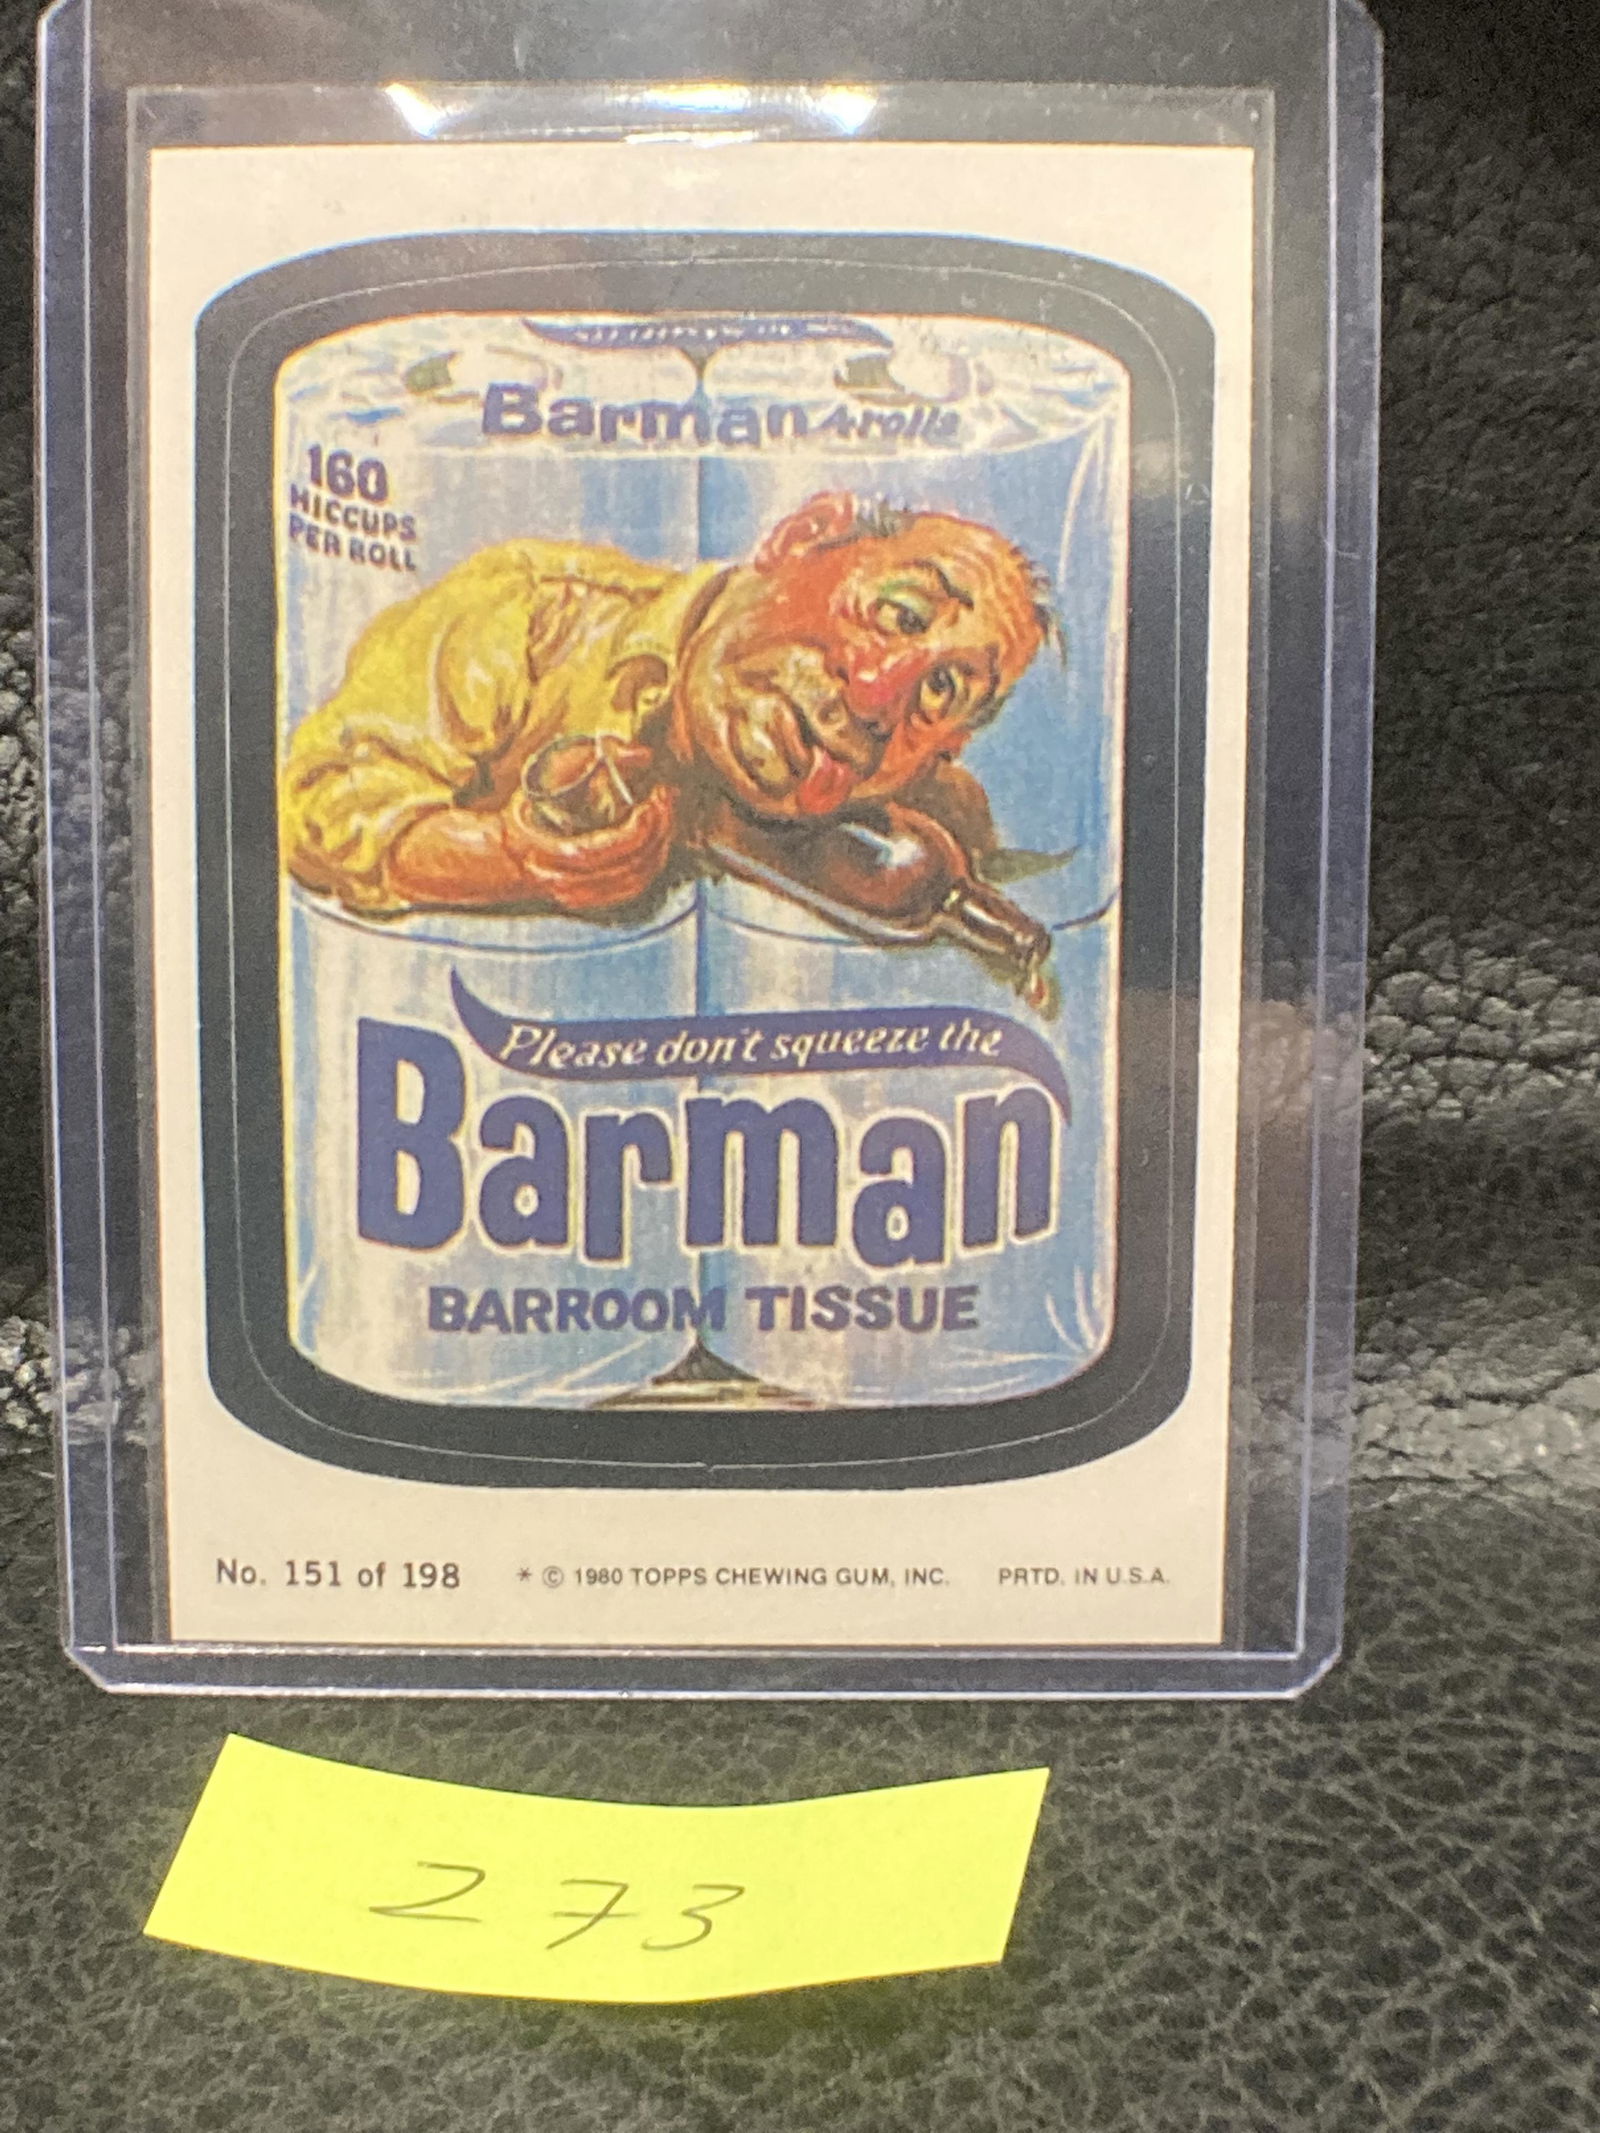 Barman 4 rolls
160
HICCUPS
PER ROLL
Please don't squeeze the
Barman
BARROOM TISSUE
No. 151 of 198 * © 1980 TOPPS CHEWING GUM, INC. PRTD. IN U.S.A.
273